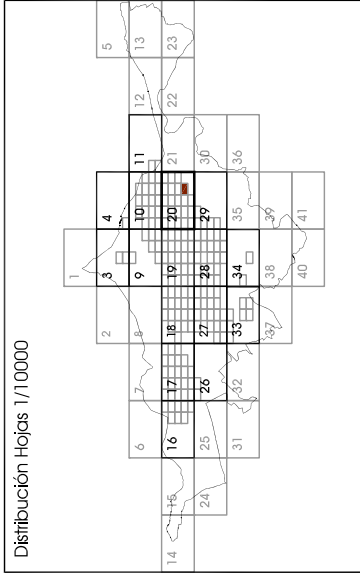 Distribución Hojas 1/10000
1
2 3 4 5
6 7 8 9 10 11 12 13
14 15 16 17 18 19 20 21 22 23
24 25 26 27 28 29 30
31 32 33 34 35 36
37 38 39
40 41